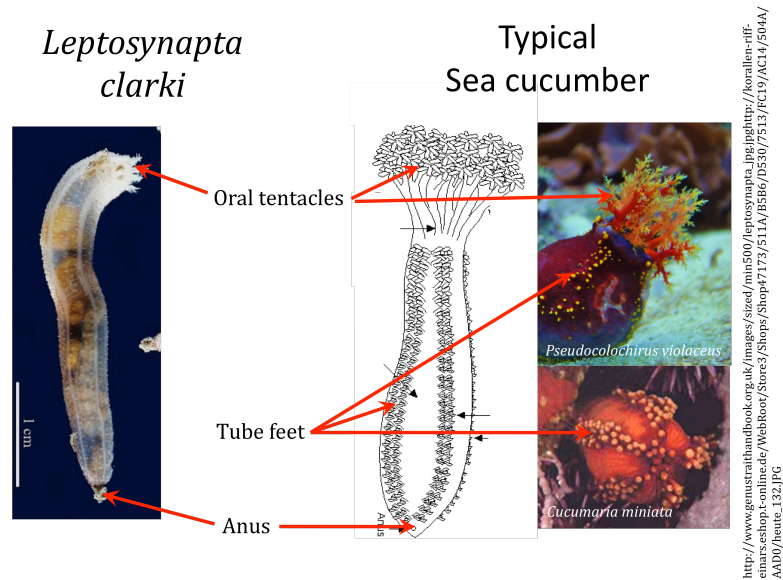 Leptosynapta
clarki
Typical
Sea cucumber
Oral tentacles
Tube feet
Anus
Anus
1 cm
Pseudocolochirus violaceus
Cucumaria miniata
http://www.genustraithandbook.org.uk/images/sized/min500/leptosynapta_jpg.jpghttp://korallen-riff-
einars.eshop.t-online.de/WebRoot/Store3/Shops/Shop47173/511A/B5B6/D530/7513/FC19/AC14/504A/
AAD0/heute_132.JPG